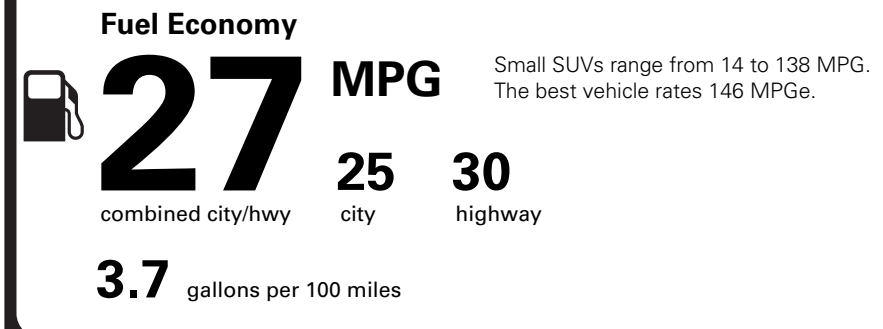 Fuel Economy
27 MPG
Small SUVs range from 14 to 138 MPG.
The best vehicle rates 146 MPGe.
combined city/hwy
25
city
30
highway
3.7 gallons per 100 miles